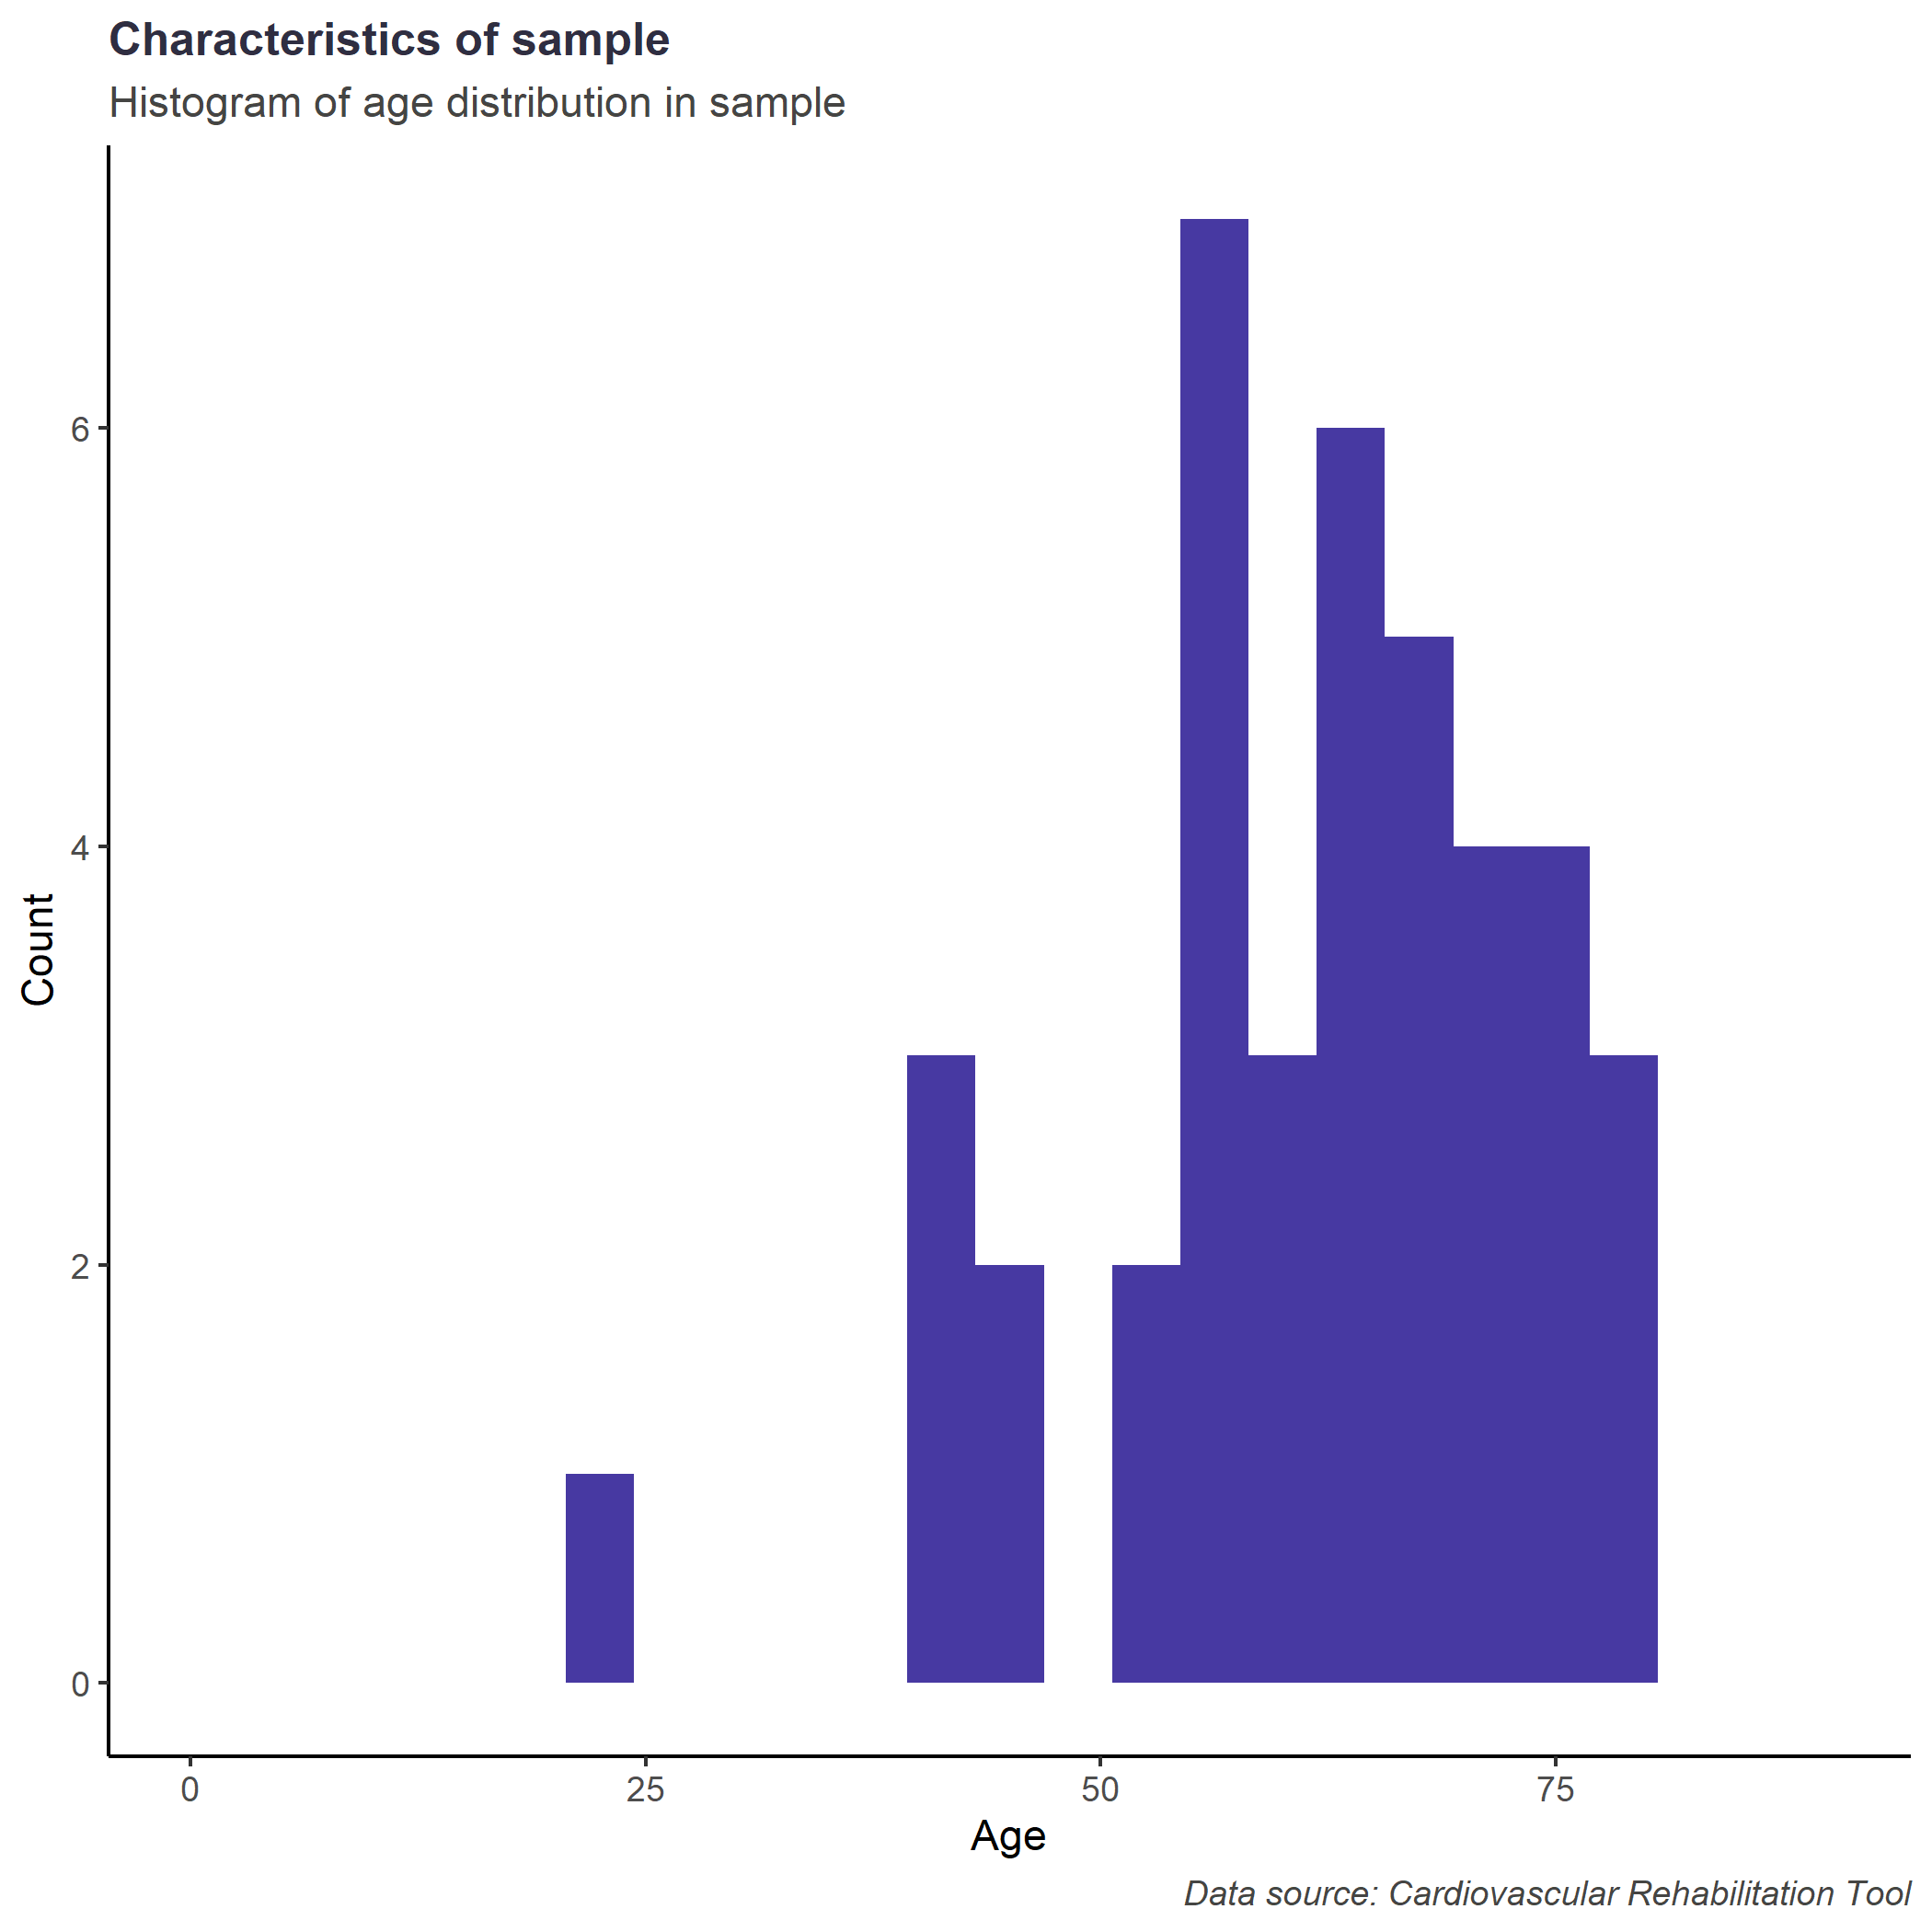 Characteristics of sample
Histogram of age distribution in sample
6
4
2
0
Count
0 25 50 75
Age
Data source: Cardiovascular Rehabilitation Tool